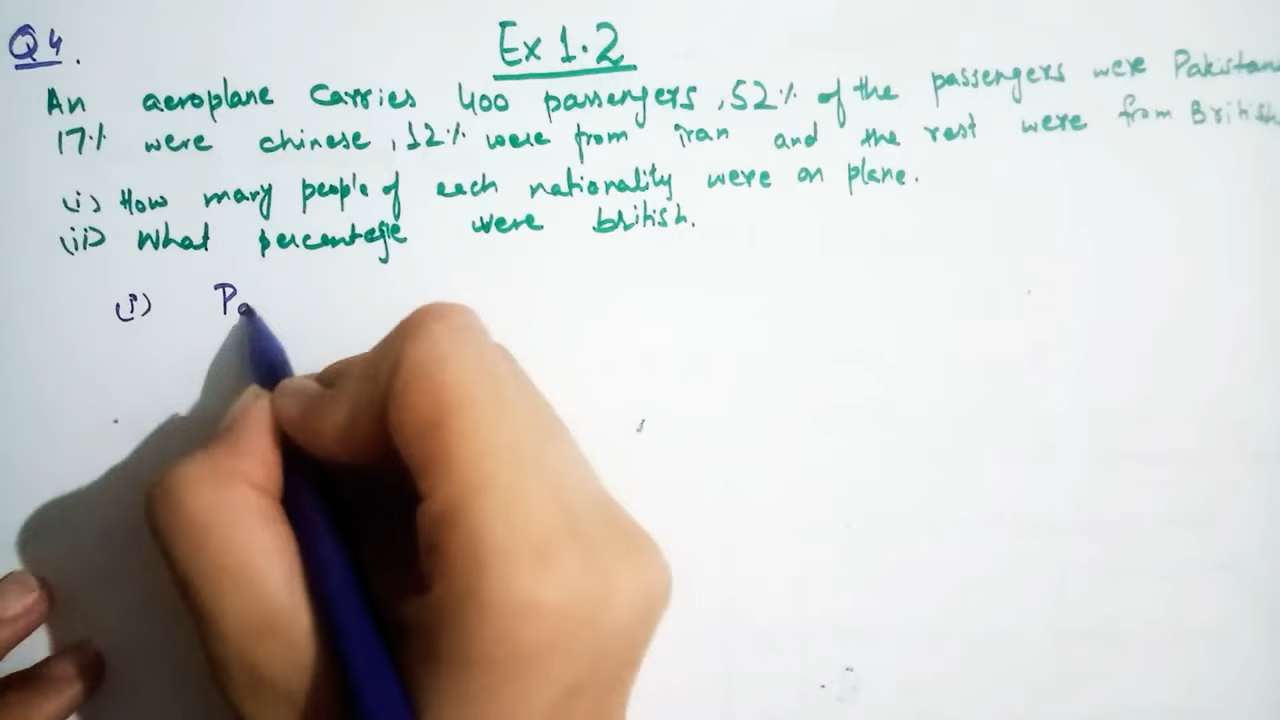 Q4.
Ex 1.2
An aeroplane carries 400 passengers, 52% of the passengers were Pakistan
17% were chinese, 12% were from iran and the rest were from British
(i) How many people of each nationality were on plane.
(ii) What percentage were british.
(i) Pa